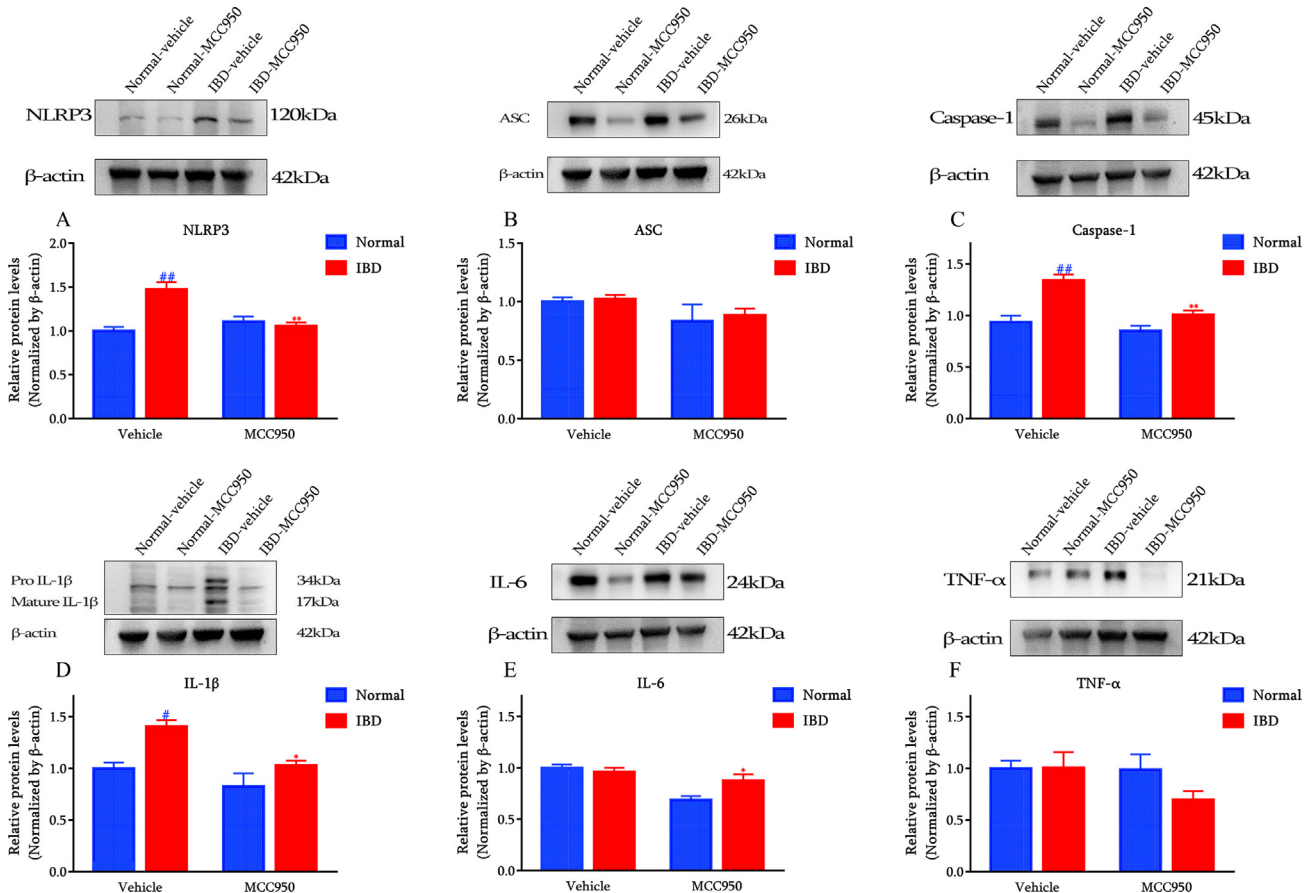 Normal-vehicle
Normal-MCC950
IBD-vehicle
IBD-MCC950
NLRP3
120kDa
β-actin
42kDa
Normal-vehicle
Normal-MCC950
IBD-vehicle
IBD-MCC950
ASC
26kDa
β-actin
42kDa
Normal-vehicle
Normal-MCC950
IBD-vehicle
IBD-MCC950
Caspase-1
45kDa
β-actin
42kDa
A
NLRP3
Relative protein levels
(Normalized by β-actin)
2.0
1.5
1.0
0.5
0.0
##
**
Vehicle
MCC950
Normal
IBD
B
ASC
Relative protein levels
(Normalized by β-actin)
1.5
1.0
0.5
0.0
Vehicle
MCC950
Normal
IBD
C
Caspase-1
Relative protein levels
(Normalized by β-actin)
1.5
1.0
0.5
0.0
##
**
Vehicle
MCC950
Normal
IBD
Normal-vehicle
Normal-MCC950
IBD-vehicle
IBD-MCC950
Pro IL-1β
34kDa
Mature IL-1β
17kDa
β-actin
42kDa
Normal-vehicle
Normal-MCC950
IBD-vehicle
IBD-MCC950
IL-6
24kDa
β-actin
42kDa
Normal-vehicle
Normal-MCC950
IBD-vehicle
IBD-MCC950
TNF-α
21kDa
β-actin
42kDa
D
IL-1β
Relative protein levels
(Normalized by β-actin)
1.5
1.0
0.5
0.0
#
*
Vehicle
MCC950
Normal
IBD
E
IL-6
Relative protein levels
(Normalized by β-actin)
1.5
1.0
0.5
0.0
*
Vehicle
MCC950
Normal
IBD
F
TNF-α
Relative protein levels
(Normalized by β-actin)
1.5
1.0
0.5
0.0
Vehicle
MCC950
Normal
IBD